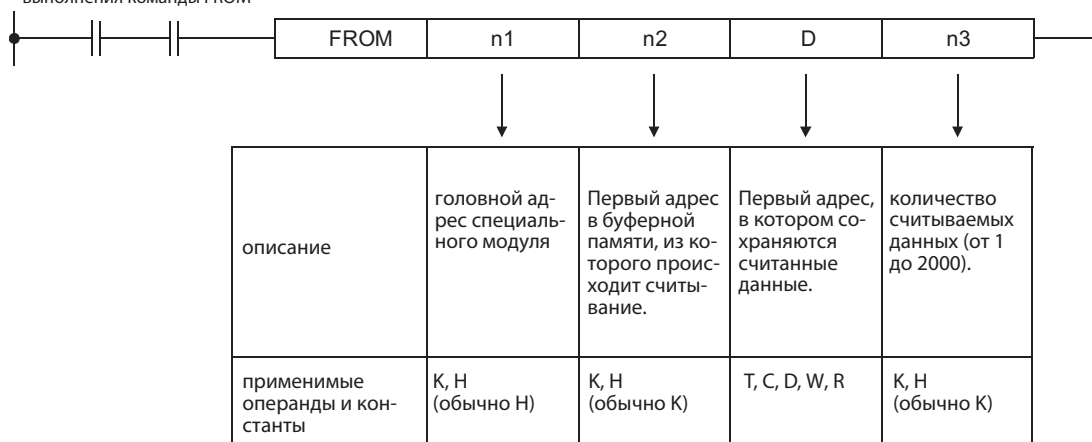 выполнения команды FROM
FROM n1 n2 D n3
описание
головной ад-
рес специаль-
ного модуля
Первый адрес
в буферной
памяти, из ко-
торого проис-
ходит считы-
вание.
Первый адрес,
в котором со-
храняются
считанные
данные.
количество
считываемых
данных (от 1
до 2000).
применимые
операнды и кон-
станты
K, H
(обычно H)
K, H
(обычно K)
T, C, D, W, R
K, H
(обычно K)